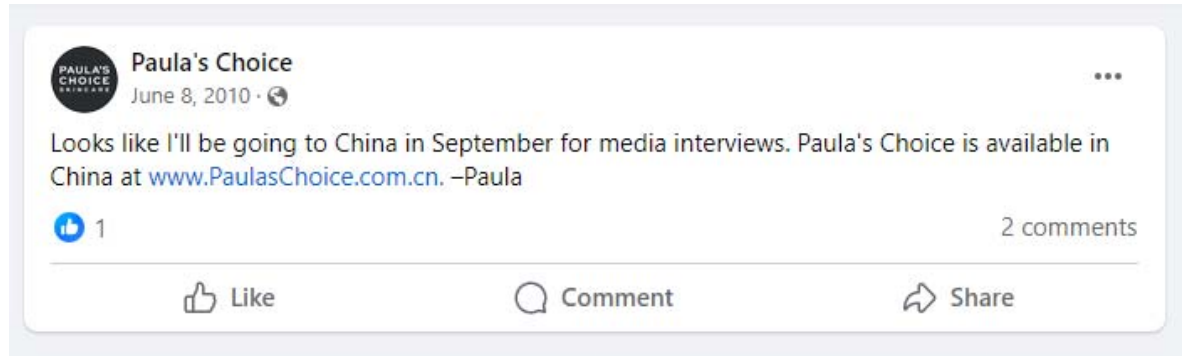 PAULA'S
CHOICE
SKINCARE
Paula's Choice
June 8, 2010 ·
Looks like I'll be going to China in September for media interviews. Paula's Choice is available in
China at www.PaulasChoice.com.cn. –Paula
1
2 comments
Like
Comment
Share